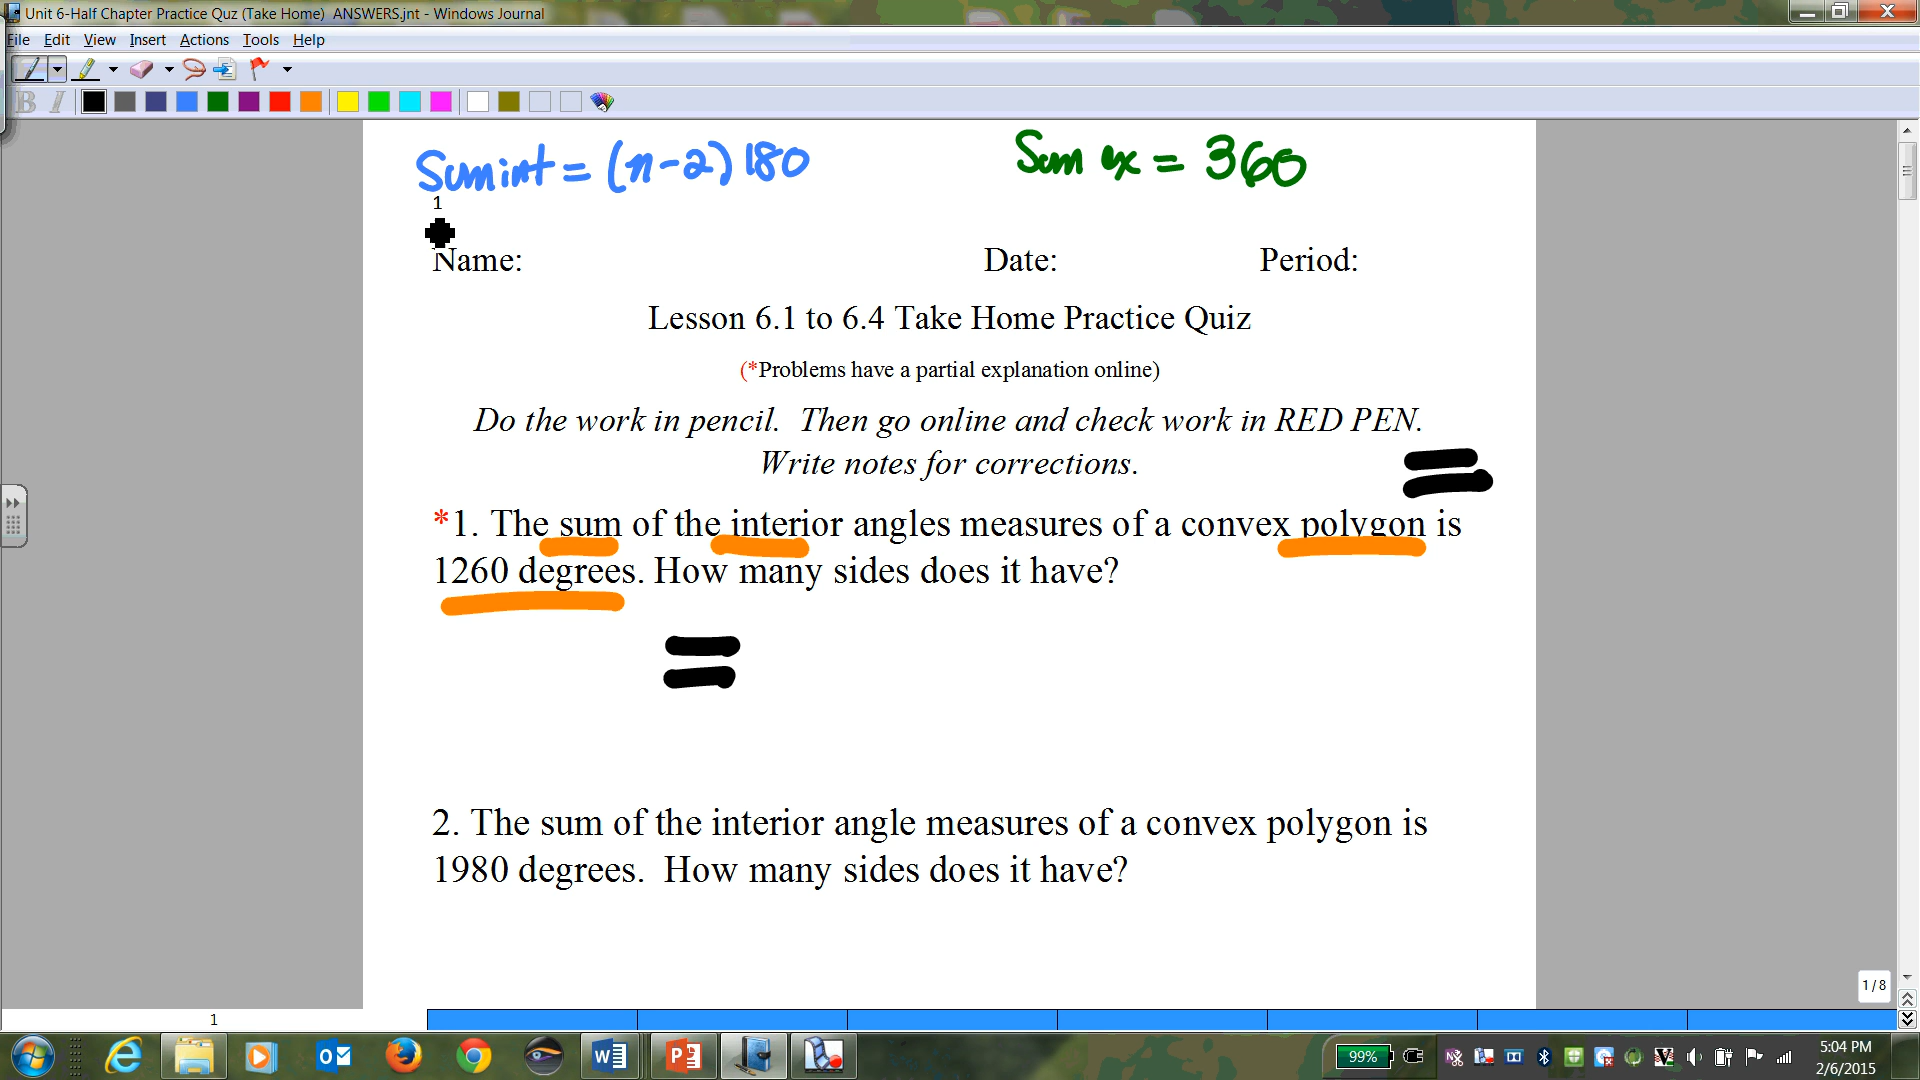 Unit 6-Half Chapter Practice Quz (Take Home) ANSWERS.jnt - Windows Journal
File Edit View Insert Actions Tools Help
B I
Sum int = (n-2) 180
Sum ex = 360
1
Name: Date: Period:
Lesson 6.1 to 6.4 Take Home Practice Quiz
(*Problems have a partial explanation online)
Do the work in pencil. Then go online and check work in RED PEN.
Write notes for corrections.
*1. The sum of the interior angles measures of a convex polygon is
1260 degrees. How many sides does it have?
=
=
2. The sum of the interior angle measures of a convex polygon is
1980 degrees. How many sides does it have?
1 / 8
1
99%
5:04 PM
2/6/2015